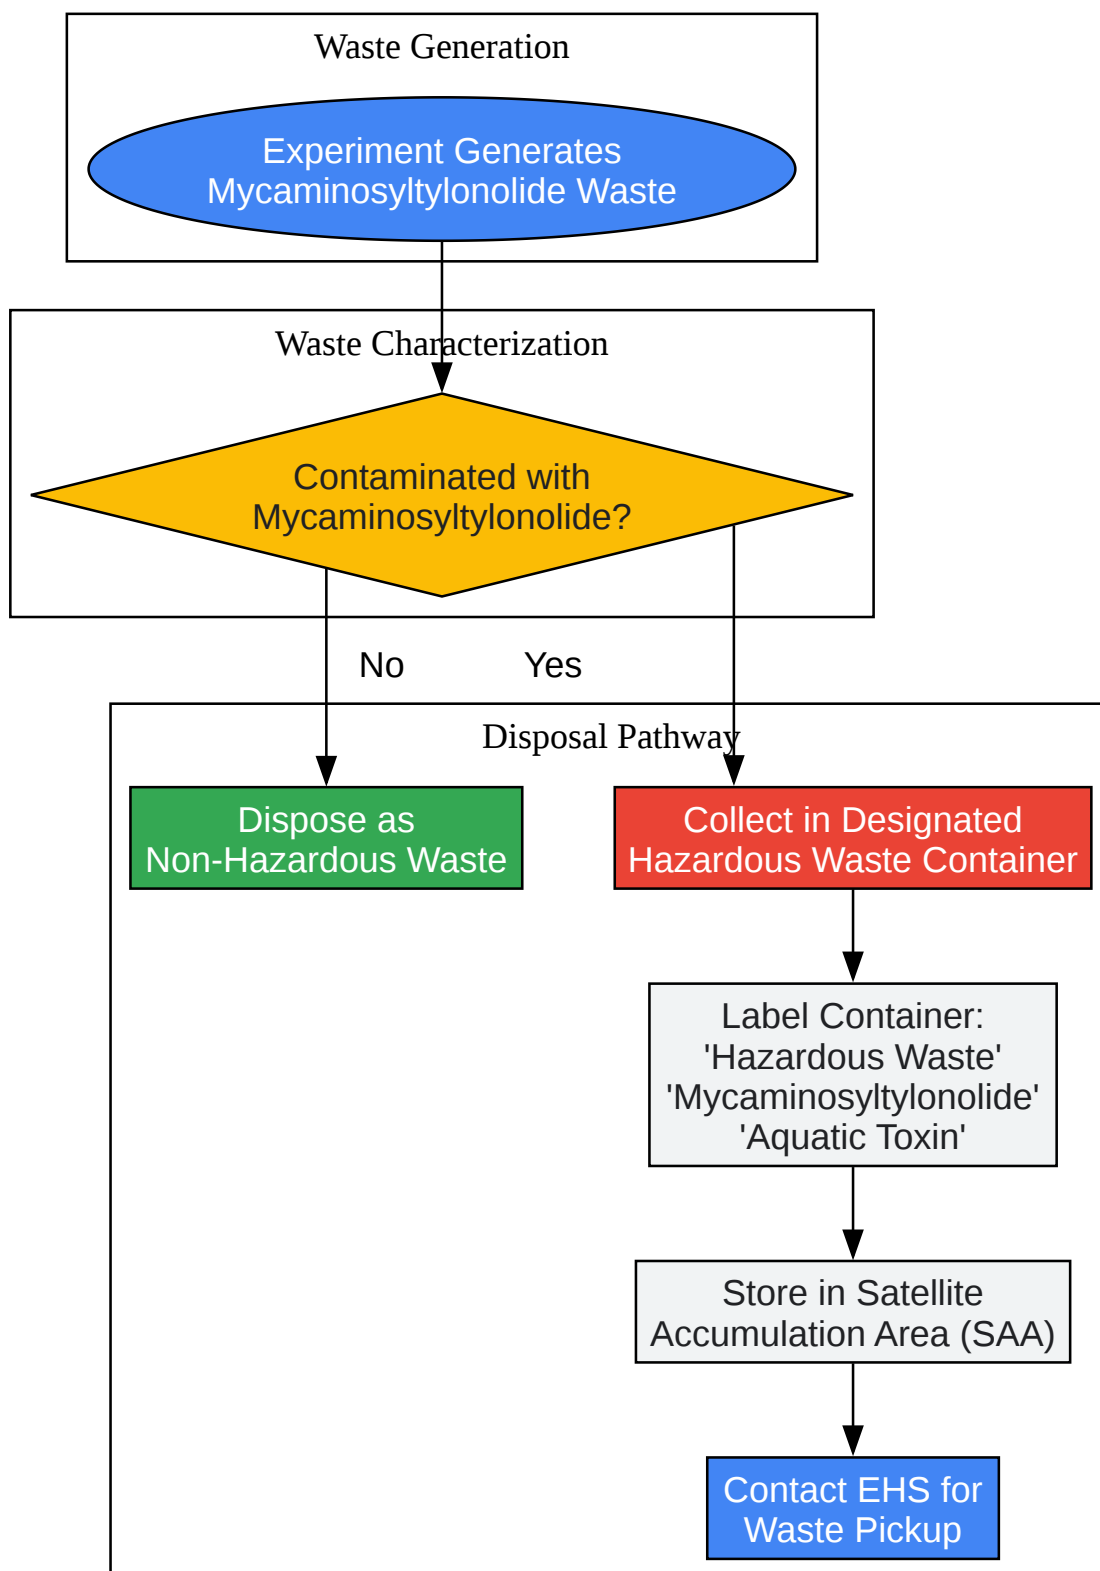 Waste Generation
Experiment Generates
Mycaminosyltylonolide Waste
Waste Characterization
Contaminated with
Mycaminosyltylonolide?
No
Yes
Disposal Pathway
Dispose as
Non-Hazardous Waste
Collect in Designated
Hazardous Waste Container
Label Container:
'Hazardous Waste'
'Mycaminosyltylonolide'
'Aquatic Toxin'
Store in Satellite
Accumulation Area (SAA)
Contact EHS for
Waste Pickup